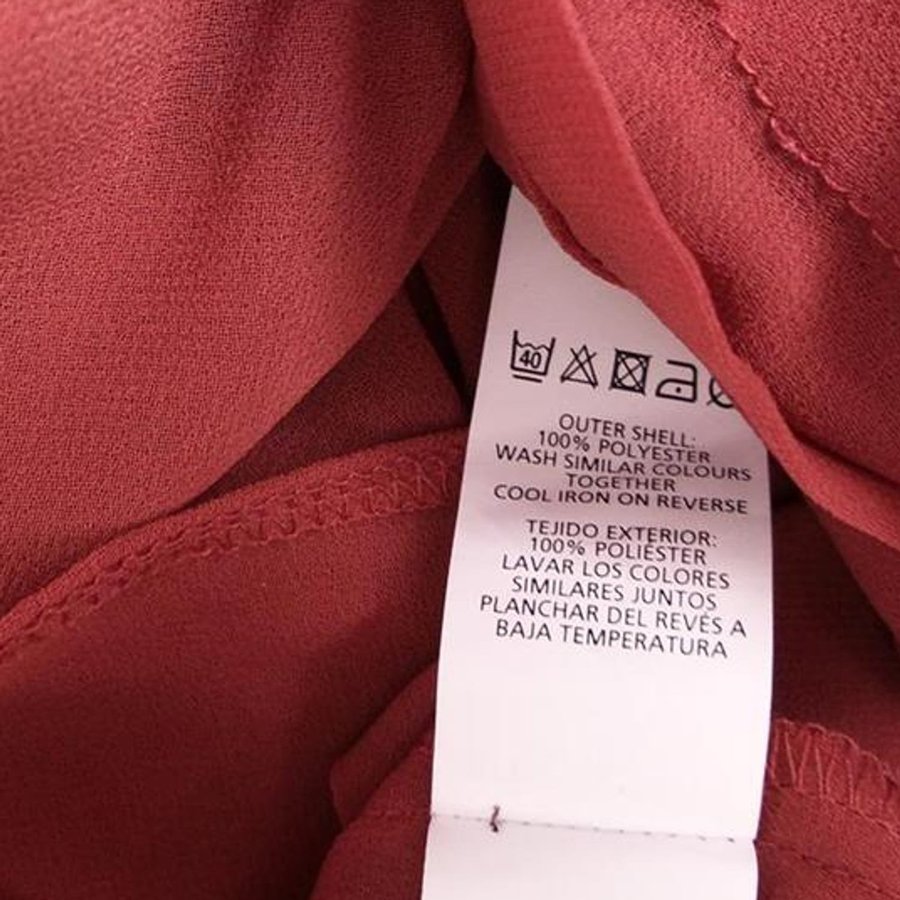 40
OUTER SHELL:
100% POLYESTER
WASH SIMILAR COLOURS
TOGETHER
COOL IRON ON REVERSE
TEJIDO EXTERIOR:
100% POLIÉSTER
LAVAR LOS COLORES
SIMILARES JUNTOS
PLANCHAR DEL REVÉS A
BAJA TEMPERATURA